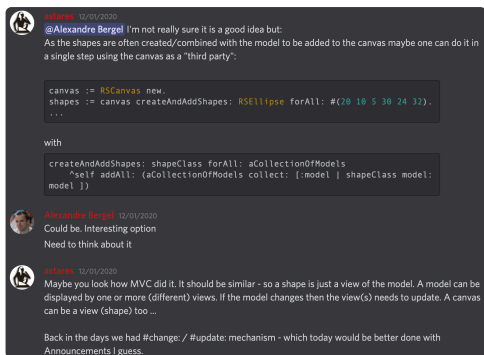 astares 12/01/2020
@Alexandre Bergel I'm not really sure it is a good idea but:
As the shapes are often created/combined with the model to be added to the canvas maybe one can do it in
a single step using the canvas as a "third party":
canvas := RSCanvas new.
shapes := canvas createAndAddShapes: RSEllipse forAll: #(20 10 5 30 24 32).
...
with
createAndAddShapes: shapeClass forAll: aCollectionOfModels
^self addAll: (aCollectionOfModels collect: [:model | shapeClass model:
model ])
Alexandre Bergel 12/01/2020
Could be. Interesting option
Need to think about it
astares 12/01/2020
Maybe you look how MVC did it. It should be similar - so a shape is just a view of the model. A model can be
displayed by one or more (different) views. If the model changes then the view(s) needs to update. A canvas
can be a view (shape) too ...
Back in the days we had #change: / #update: mechanism - which today would be better done with
Announcements I guess.